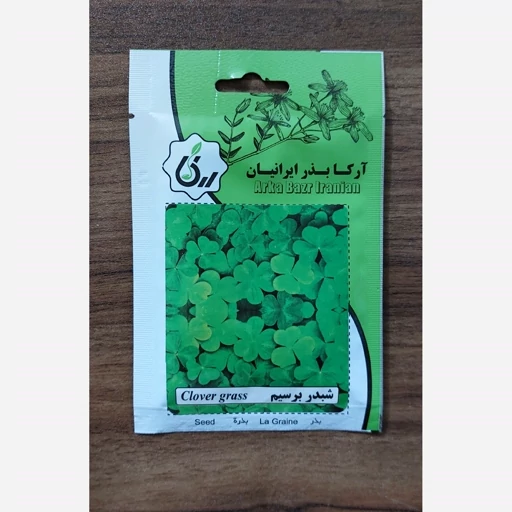 آرکا بذر ایرانیان
Arka Bazr Iranian
Clover grass شبدر برسیم
Seed بذرة La Graine بذر